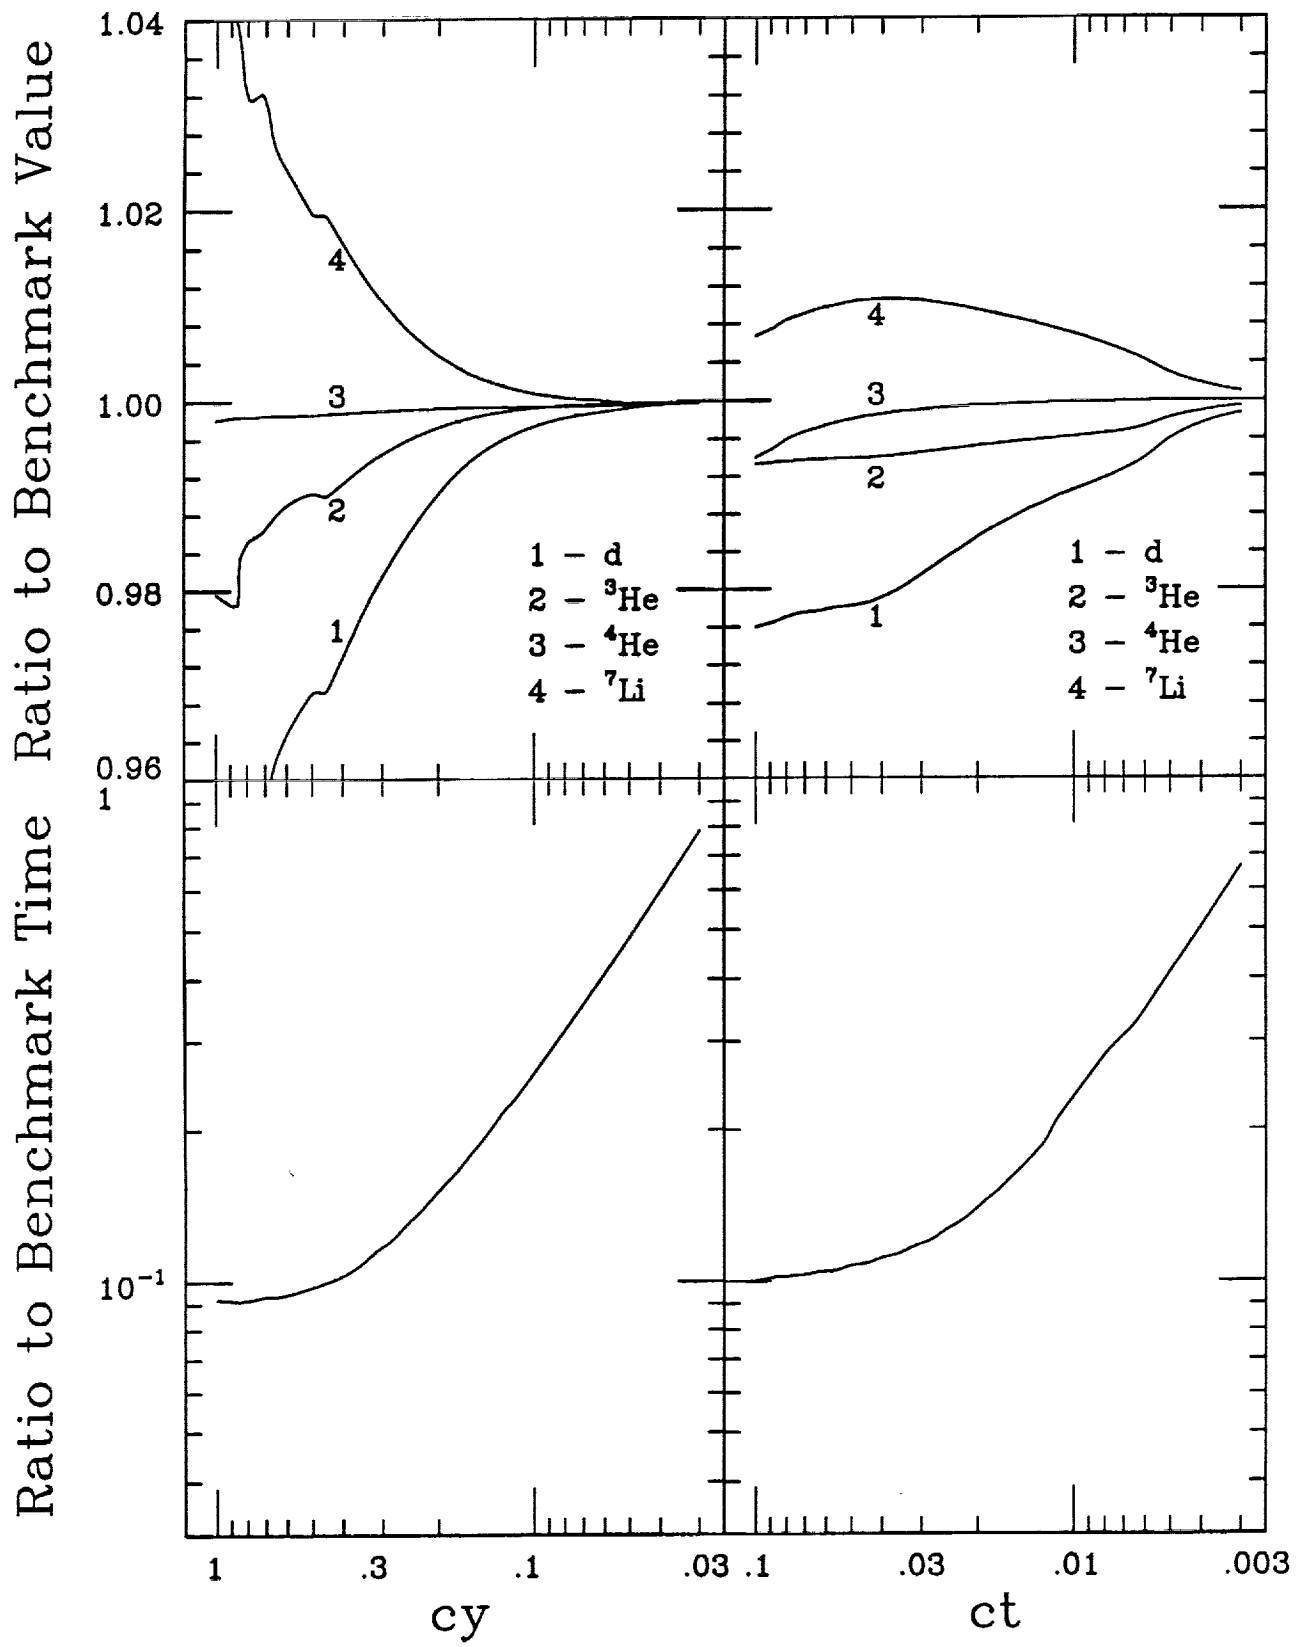 Ratio to Benchmark Value
1.04
1.02
1.00
0.98
0.96
4
3
2
1
1 – d
2 – ³He
3 – ⁴He
4 – ⁷Li
4
3
2
1
1 – d
2 – ³He
3 – ⁴He
4 – ⁷Li
Ratio to Benchmark Time
1
10⁻¹
1 .3 .1 .03
cy
.1 .03 .01 .003
ct